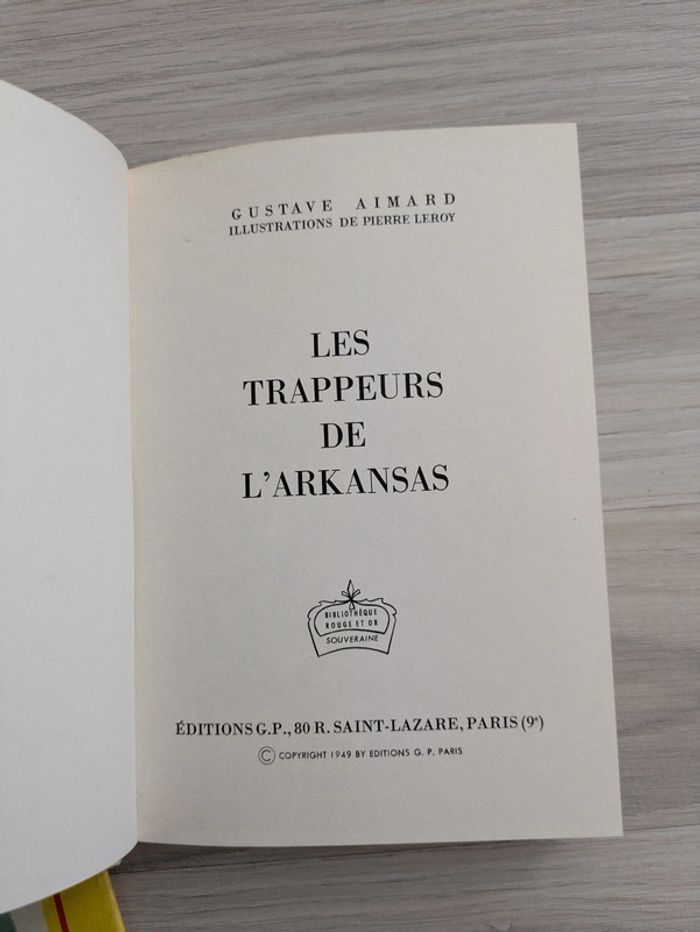 GUSTAVE AIMARD
ILLUSTRATIONS DE PIERRE LEROY
LES
TRAPPEURS
DE
L'ARKANSAS
BIBLIOTHÈQUE
ROUGE ET OR
SOUVERAINE
ÉDITIONS G.P., 80 R. SAINT-LAZARE, PARIS (9e)
© COPYRIGHT 1949 BY EDITIONS G. P. PARIS